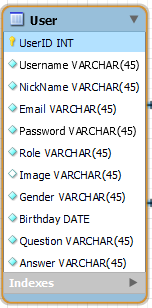 User
UserID INT
Username VARCHAR(45)
NickName VARCHAR(45)
Email VARCHAR(45)
Password VARCHAR(45)
Role VARCHAR(45)
Image VARCHAR(45)
Gender VARCHAR(45)
Birthday DATE
Question VARCHAR(45)
Answer VARCHAR(45)
Indexes